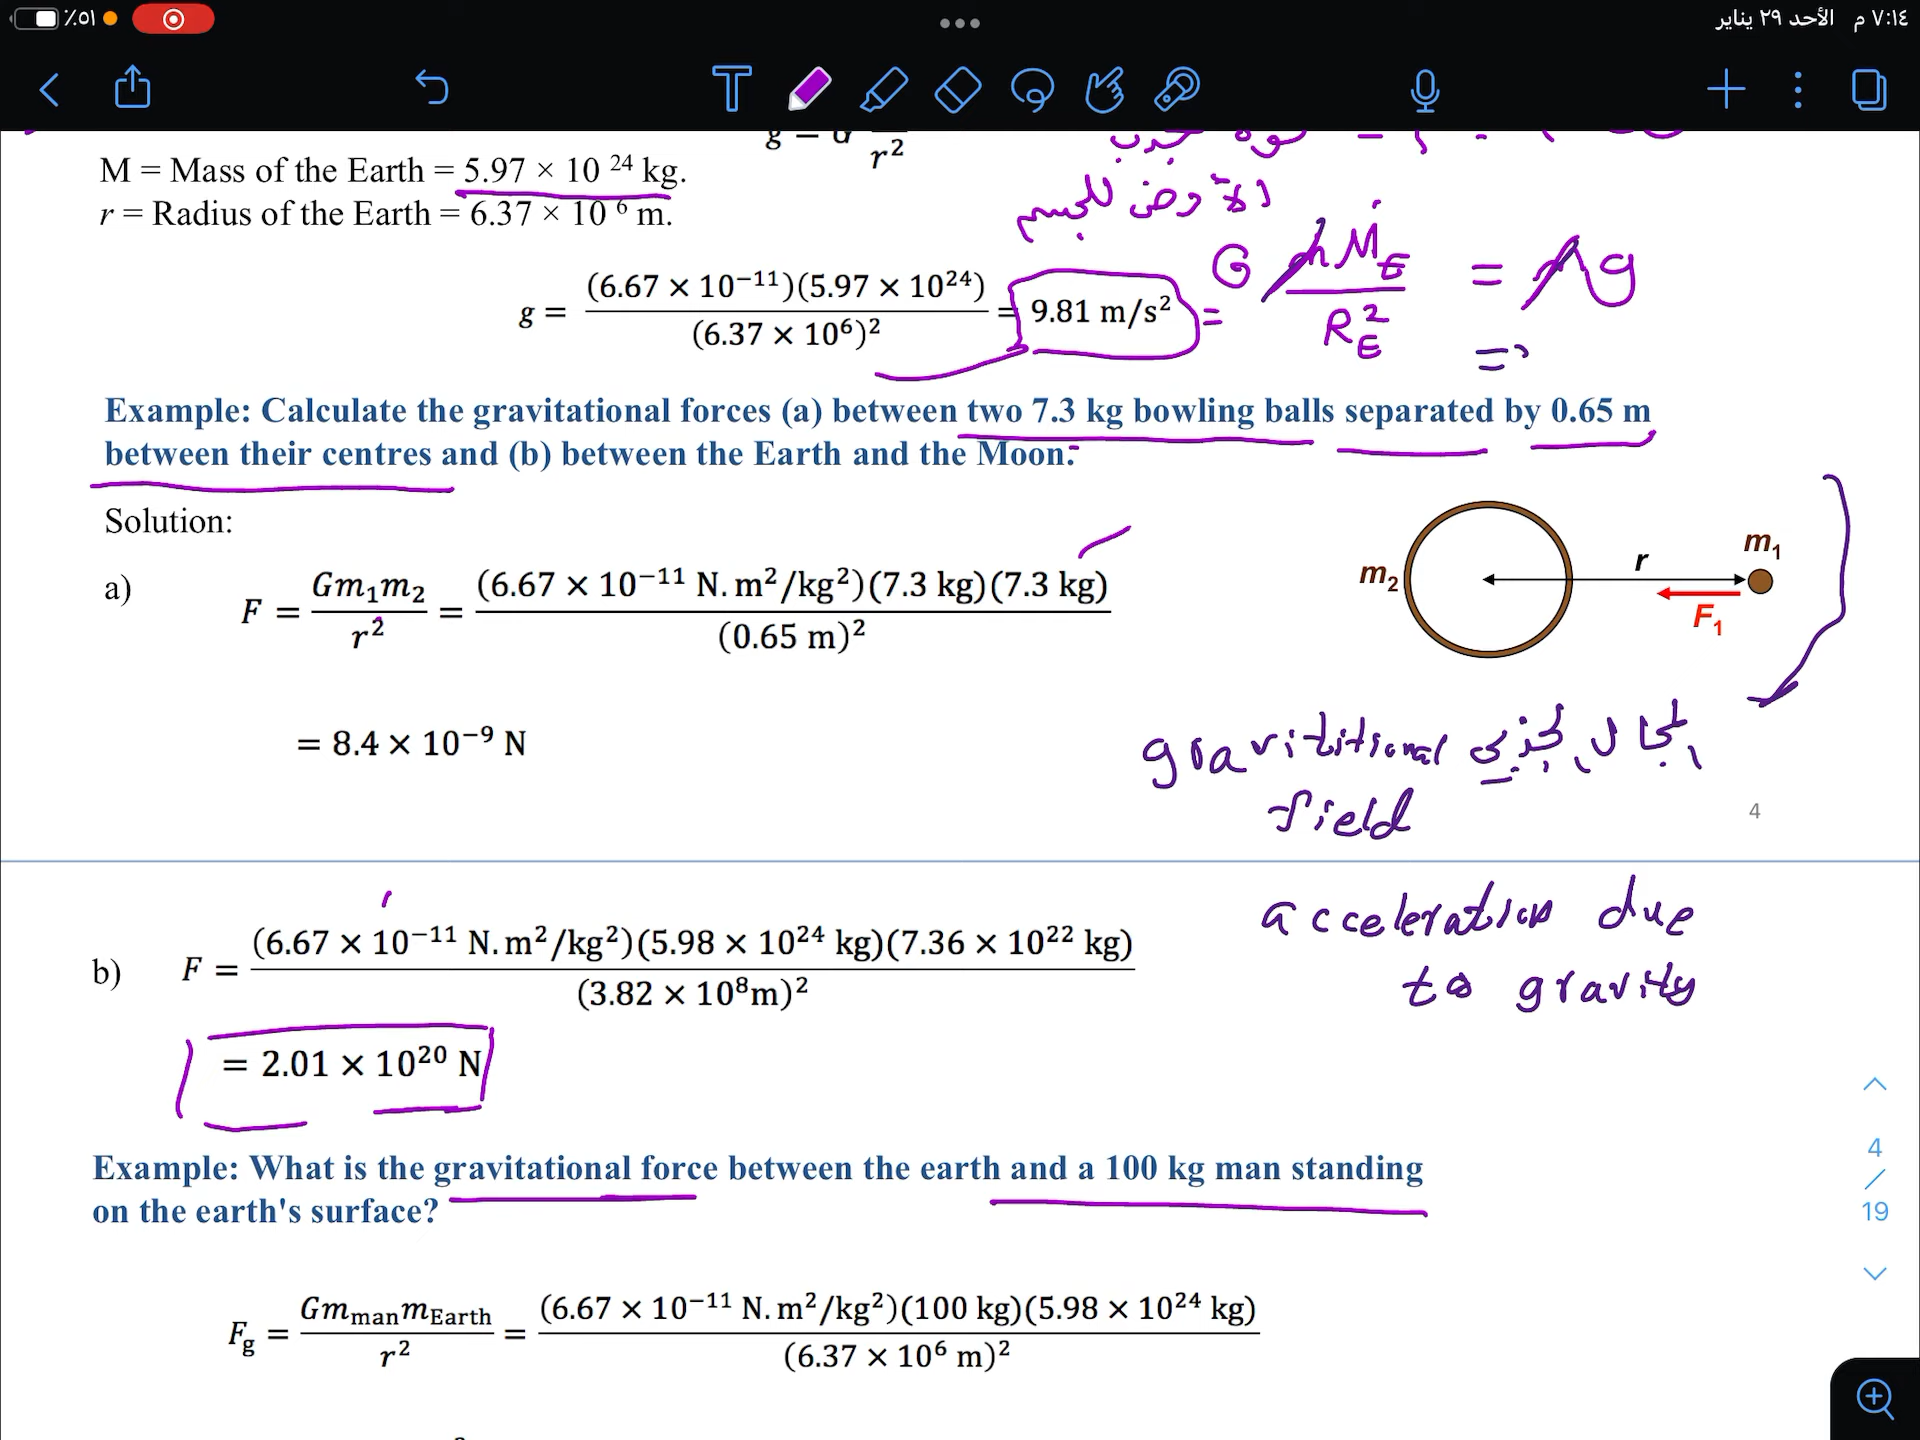 ٪٥١
٧:١٤ م الأحد ٢٩ يناير
M = Mass of the Earth = 5.97 × 10 24 kg.
r²
r = Radius of the Earth = 6.37 × 10 6 m.
الأرض للجسم
g = (6.67 × 10⁻¹¹)(5.97 × 10²⁴) / (6.37 × 10⁶)² = 9.81 m/s² = G m M_E / R_E² = m g
=>
Example: Calculate the gravitational forces (a) between two 7.3 kg bowling balls separated by 0.65 m
between their centres and (b) between the Earth and the Moon.
Solution:
a) F = Gm₁m₂ / r² = (6.67 × 10⁻¹¹ N.m²/kg²)(7.3 kg)(7.3 kg) / (0.65 m)²
m₂ r m₁
F₁
= 8.4 × 10⁻⁹ N
gravititional
field
4
acceleration due
to gravity
b) F = (6.67 × 10⁻¹¹ N.m²/kg²)(5.98 × 10²⁴ kg)(7.36 × 10²² kg) / (3.82 × 10⁸m)²
= 2.01 × 10²⁰ N
4
/
19
Example: What is the gravitational force between the earth and a 100 kg man standing
on the earth's surface?
F_g = Gm_man m_Earth / r² = (6.67 × 10⁻¹¹ N.m²/kg²)(100 kg)(5.98 × 10²⁴ kg) / (6.37 × 10⁶ m)²